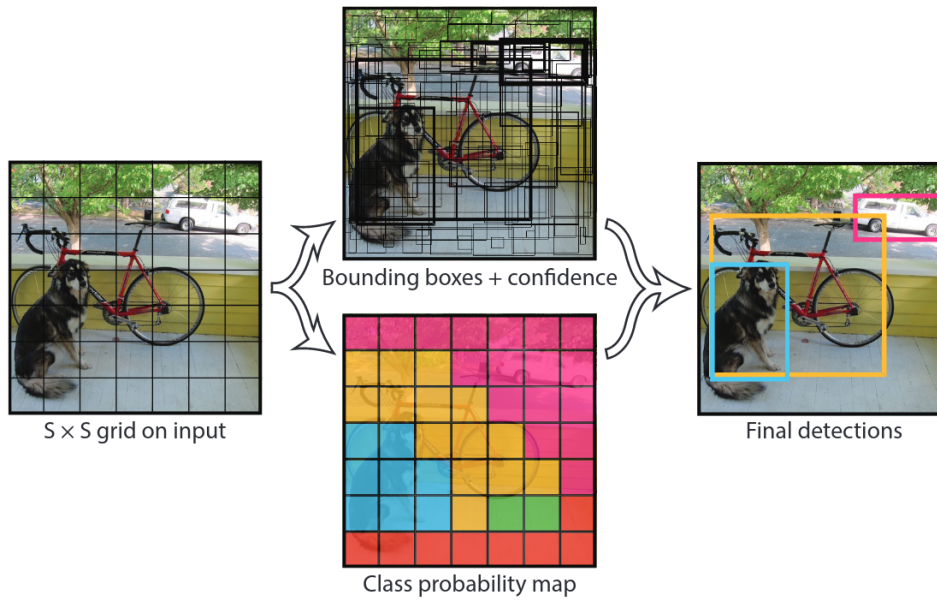 S × S grid on input
Bounding boxes + confidence
Class probability map
Final detections